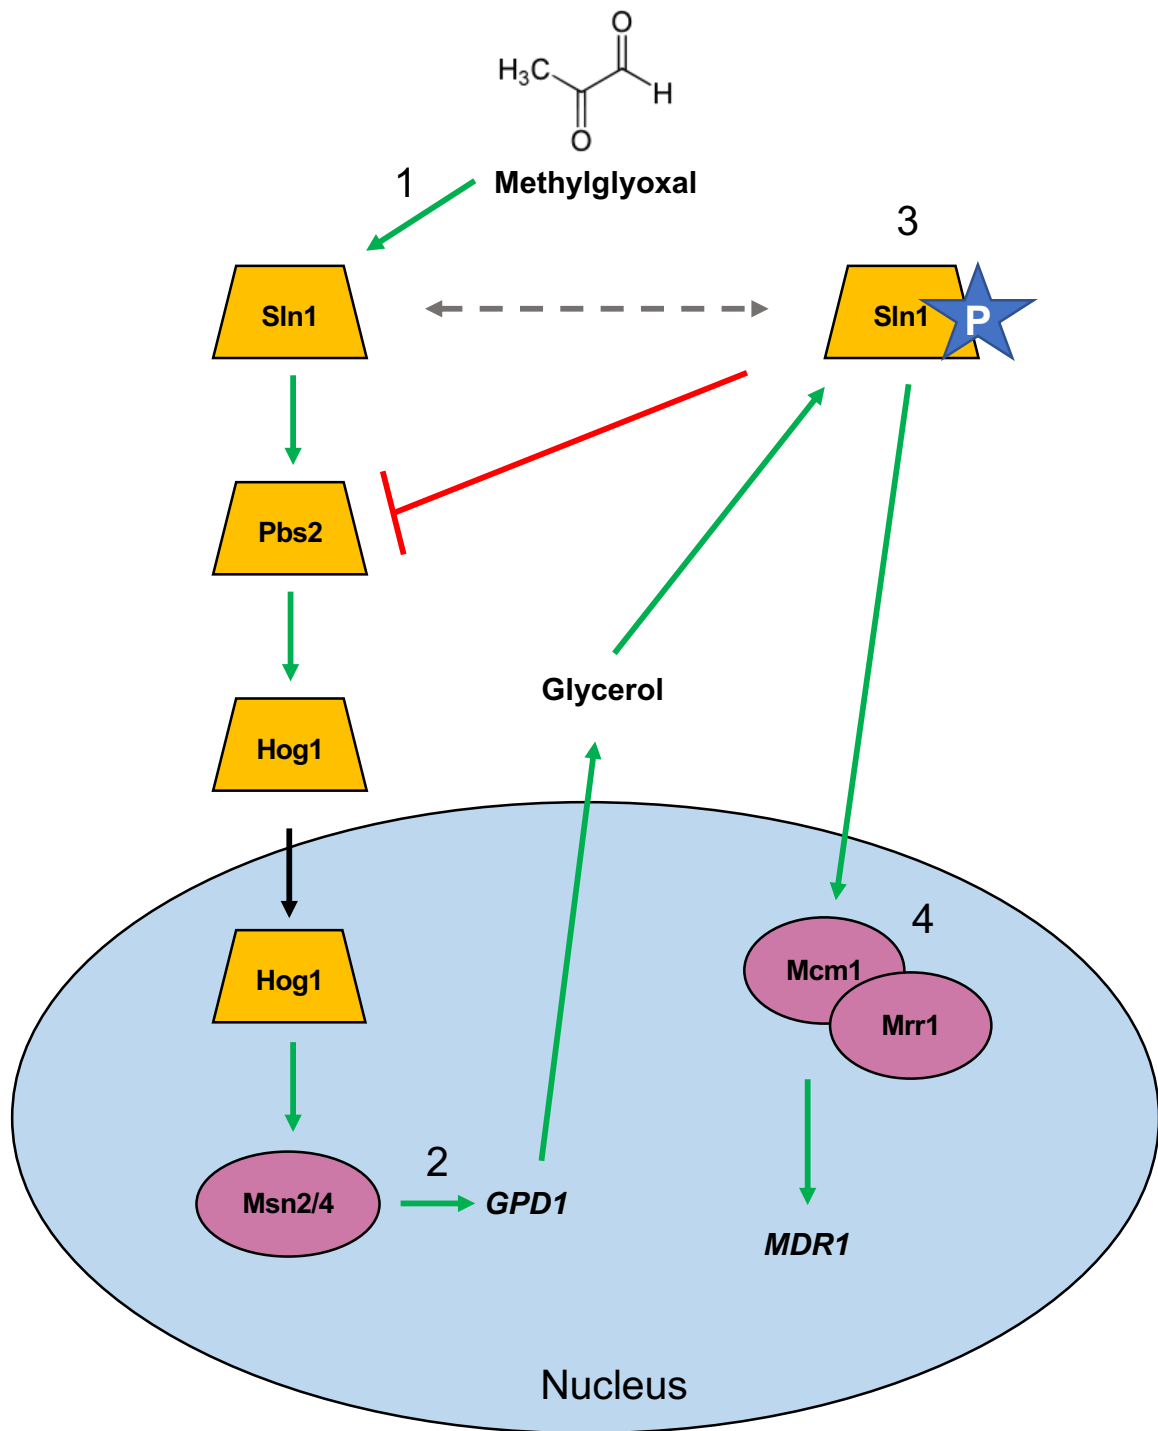 O
H₃C
H
O
1
Methylglyoxal
3
Sln1
Sln1
P
Pbs2
Glycerol
Hog1
4
Mcm1
Hog1
Mrr1
2
Msn2/4
GPD1
MDR1
Nucleus